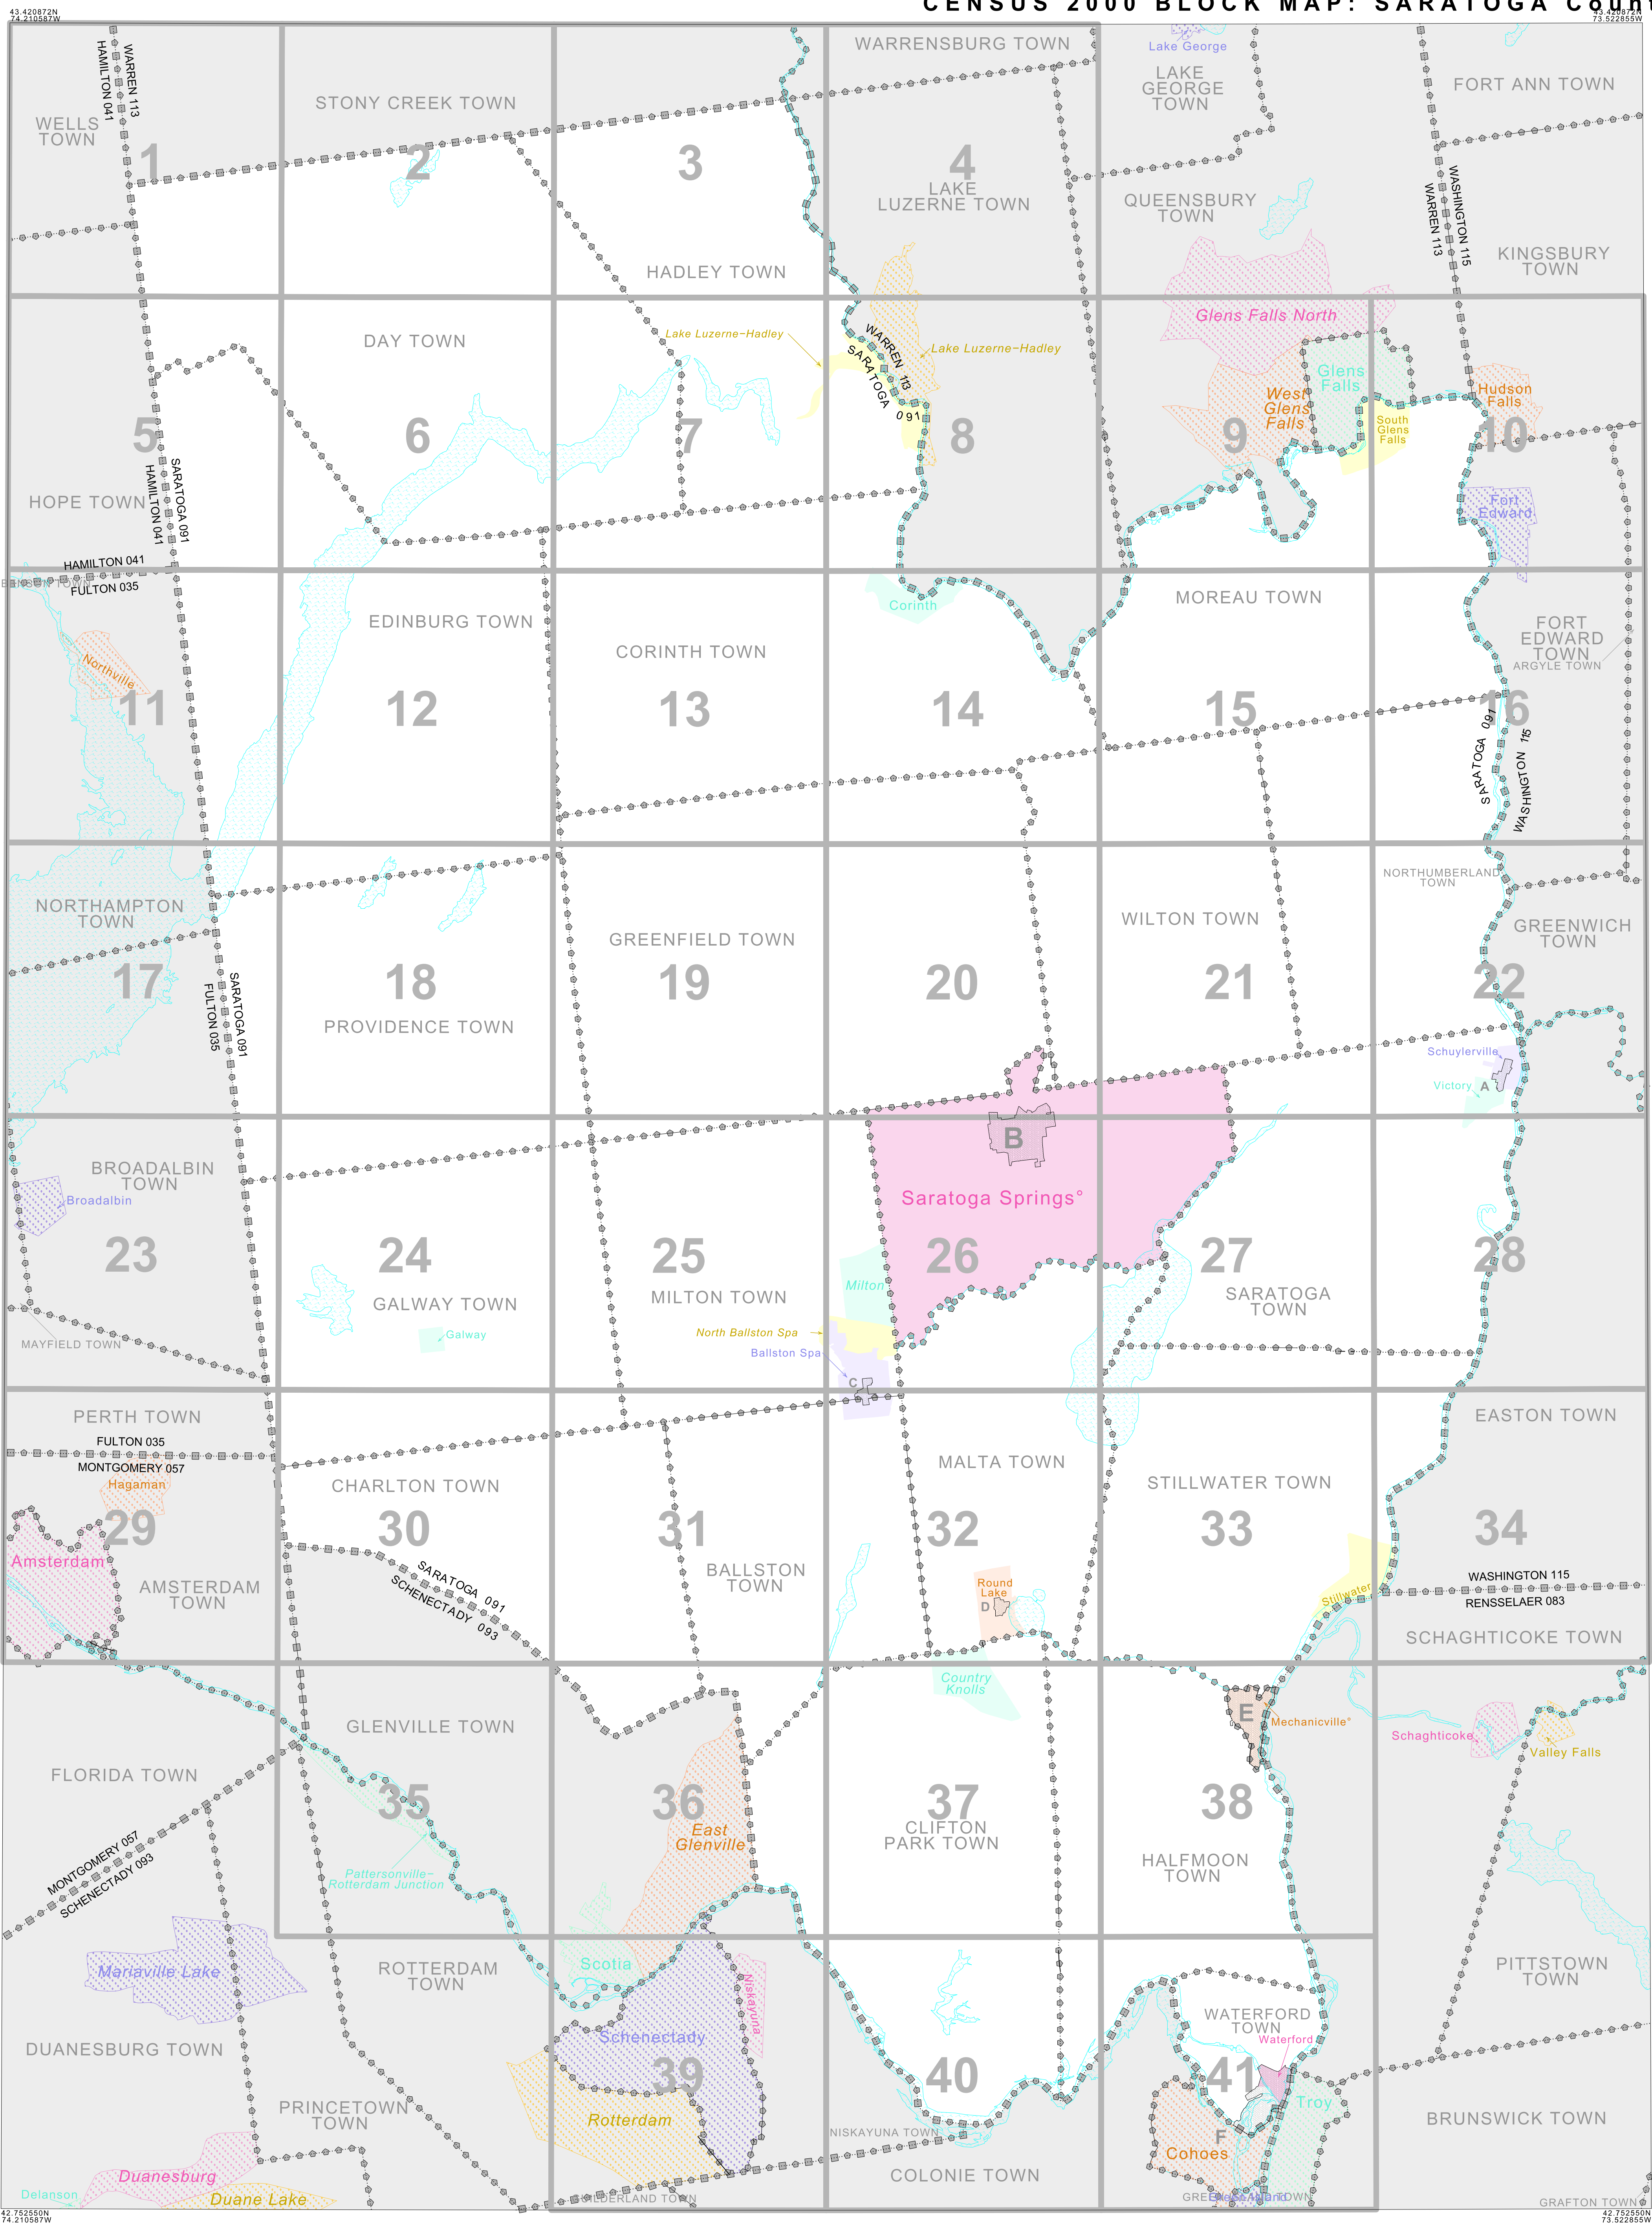 CENSUS 2000 BLOCK MAP: SARATOGA Coun
43.420872N
74.210587W
43.420872N
73.522855W
WARREN 113
HAMILTON 041
WELLS
TOWN
STONY CREEK TOWN
WARRENSBURG TOWN
Lake George
LAKE
GEORGE
TOWN
FORT ANN TOWN
1
2
3
4
LAKE
LUZERNE TOWN
QUEENSBURY
TOWN
WASHINGTON 115
WARREN 113
KINGSBURY
TOWN
HADLEY TOWN
DAY TOWN
Lake Luzerne–Hadley
WARREN 113
SARATOGA 091
Lake Luzerne–Hadley
Glens Falls North
Glens
Falls
West
Glens
Falls
South
Glens
Falls
Hudson
Falls
5
6
7
8
9
10
HOPE TOWN
SARATOGA 091
HAMILTON 041
Fort
Edward
HAMILTON 041
FULTON 035
BENSON TOWN
Corinth
MOREAU TOWN
EDINBURG TOWN
CORINTH TOWN
FORT
EDWARD
TOWN
ARGYLE TOWN
Northville
11
12
13
14
15
16
SARATOGA 091
WASHINGTON 115
NORTHUMBERLAND
TOWN
NORTHAMPTON
TOWN
GREENFIELD TOWN
WILTON TOWN
GREENWICH
TOWN
17
18
19
20
21
22
SARATOGA 091
FULTON 035
PROVIDENCE TOWN
Schuylerville
Victory
A
B
BROADALBIN
TOWN
Broadalbin
Saratoga Springs°
23
24
25
26
27
28
Milton
GALWAY TOWN
MILTON TOWN
SARATOGA
TOWN
Galway
North Ballston Spa
Ballston Spa
MAYFIELD TOWN
C
PERTH TOWN
EASTON TOWN
FULTON 035
MONTGOMERY 057
Hagaman
CHARLTON TOWN
MALTA TOWN
STILLWATER TOWN
29
30
31
32
33
34
Amsterdam
AMSTERDAM
TOWN
SARATOGA 091
SCHENECTADY 093
BALLSTON
TOWN
Round
Lake
D
Stillwater
WASHINGTON 115
RENSSELAER 083
SCHAGHTICOKE TOWN
Country
Knolls
GLENVILLE TOWN
E
Mechanicville°
Schaghticoke
Valley Falls
FLORIDA TOWN
35
36
37
38
East
Glenville
CLIFTON
PARK TOWN
HALFMOON
TOWN
MONTGOMERY 057
SCHENECTADY 093
Pattersonville–
Rotterdam Junction
Mariaville Lake
ROTTERDAM
TOWN
Scotia
Niskayuna
PITTSTOWN
TOWN
WATERFORD
TOWN
Waterford
Schenectady
DUANESBURG TOWN
39
40
41
PRINCETOWN
TOWN
Rotterdam
NISKAYUNA TOWN
Troy
BRUNSWICK TOWN
F
Cohoes
COLONIE TOWN
Duanesburg
Delanson
Duane Lake
GUILDERLAND TOWN
GREEN ISLAND TOWN
Green Island
GRAFTON TOWN
42.752550N
74.210587W
42.752550N
73.522855W